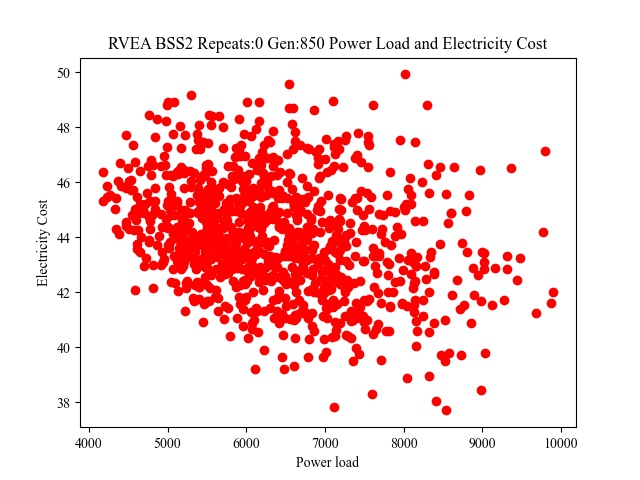 RVEA BSS2 Repeats:0 Gen:850 Power Load and Electricity Cost
50
48
46
44
42
40
38
Electricity Cost
4000 5000 6000 7000 8000 9000 10000
Power load